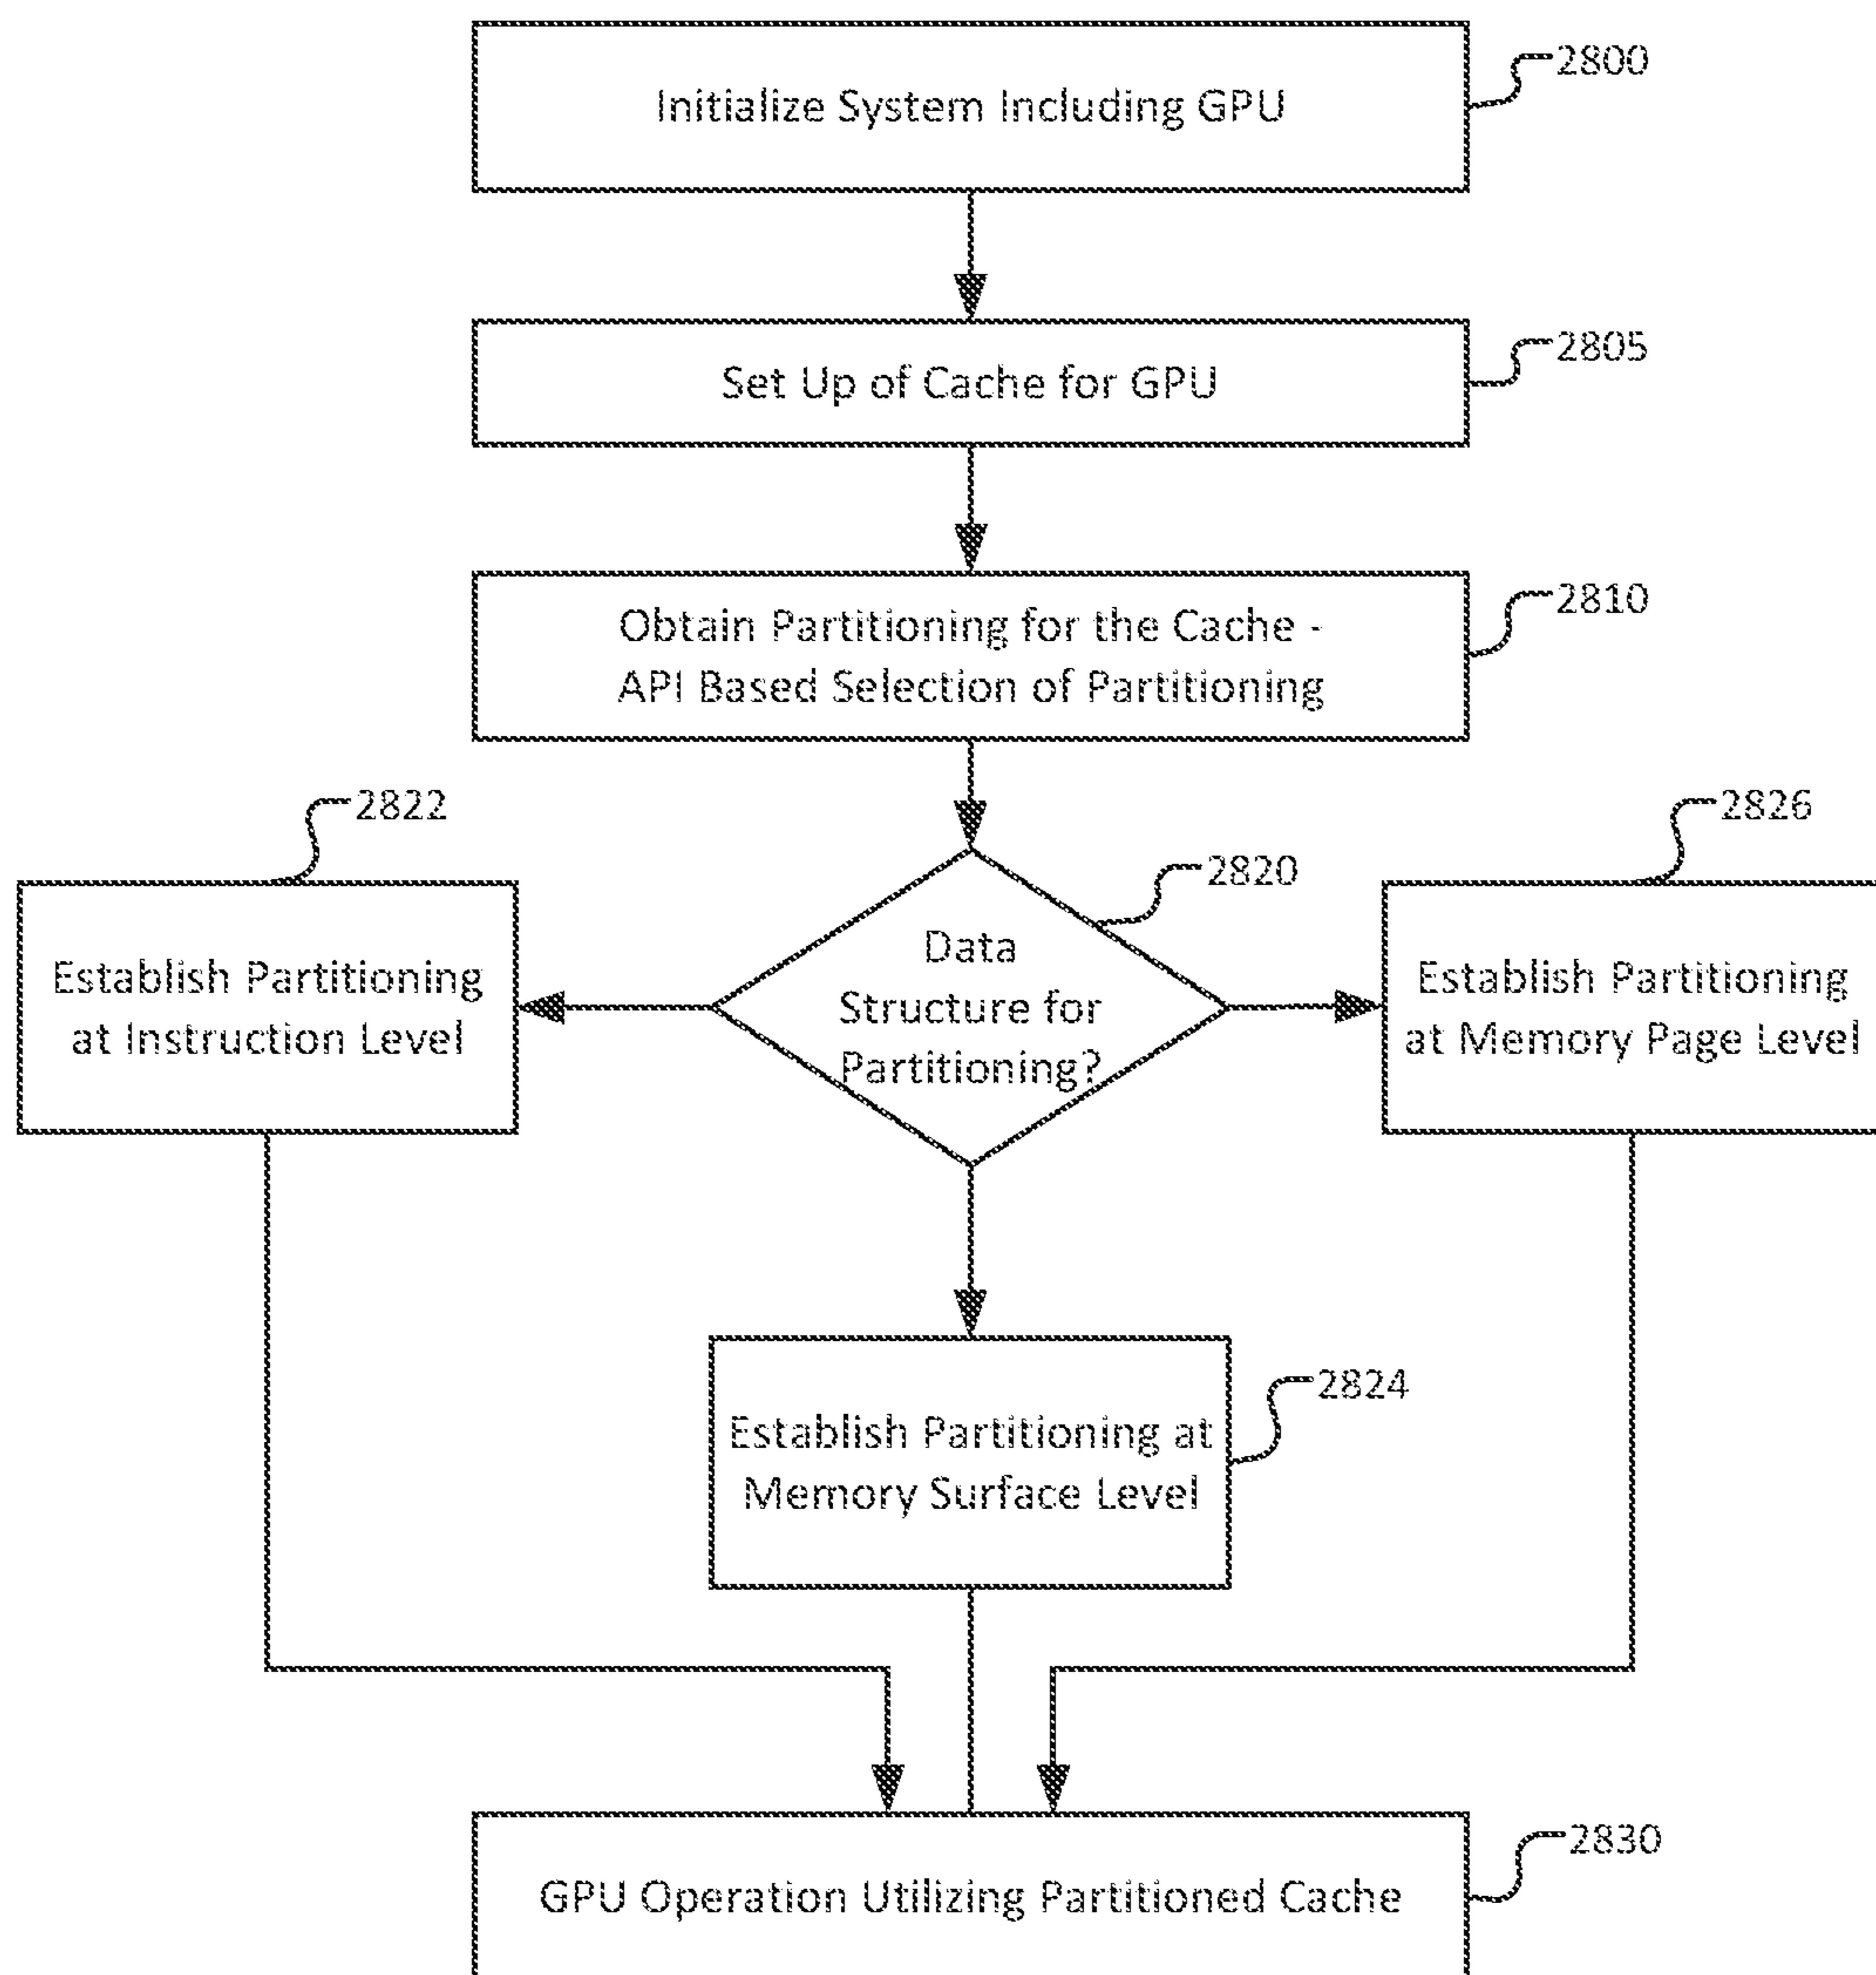 Initialize System Including GPU
2800
Set Up of Cache for GPU
2805
Obtain Partitioning for the Cache -
API Based Selection of Partitioning
2810
2822
2826
2820
Establish Partitioning
at Instruction Level
Data
Structure for
Partitioning?
Establish Partitioning
at Memory Page Level
2824
Establish Partitioning at
Memory Surface Level
2830
GPU Operation Utilizing Partitioned Cache